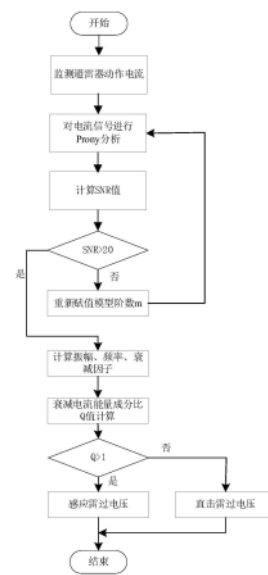 开始
监测避雷器动作电流
对电流信号进行
Prony分析
计算SNR值
SNR>20
是
否
重新赋值模型阶数m
计算振幅、频率、衰
减因子
衰减电流能量成分比
Q值计算
Q>1
否
是
感应雷过电压
直击雷过电压
结束